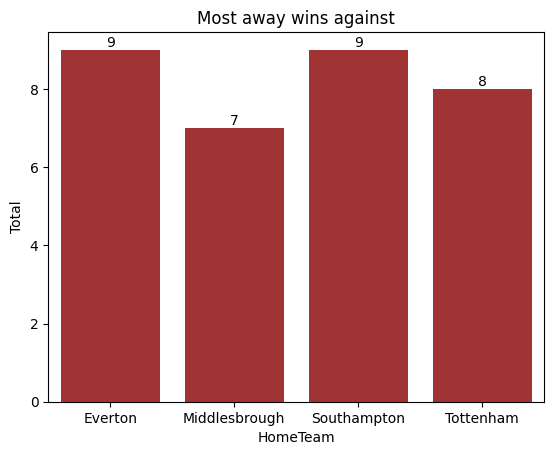 Most away wins against
9
7
9
8
Total
8
6
4
2
0
Everton
Middlesbrough
Southampton
Tottenham
HomeTeam